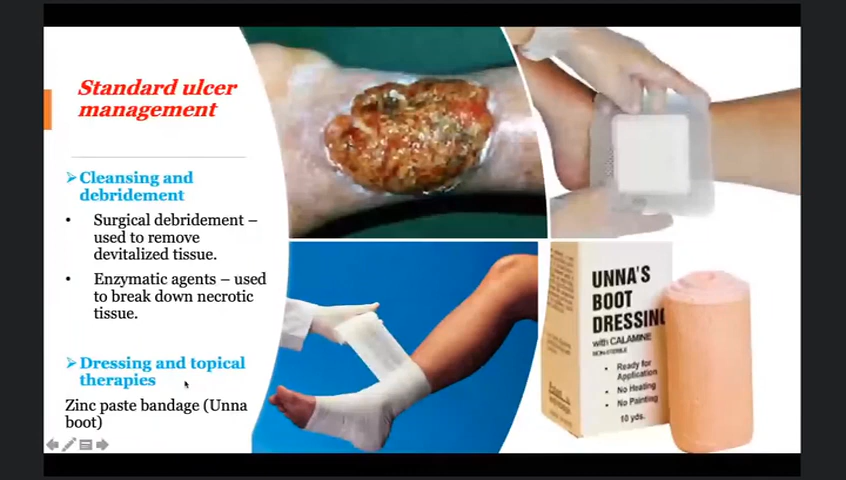 Standard ulcer
management
➢Cleansing and
debridement
• Surgical debridement –
used to remove
devitalized tissue.
• Enzymatic agents – used
to break down necrotic
tissue.
➢Dressing and topical
therapies
Zinc paste bandage (Unna
boot)
UNNA'S
BOOT
DRESSING
with CALAMINE
NON-STERILE
• Ready for
Application
• No Heating
• No Painting
10 yds.